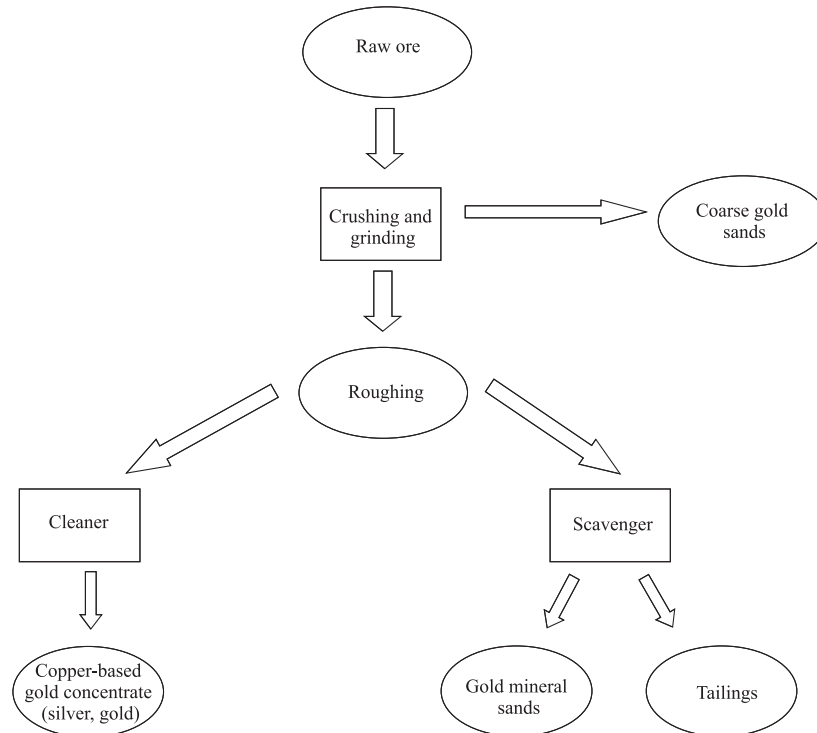 Raw ore
Crushing and
grinding
Coarse gold
sands
Roughing
Cleaner
Scavenger
Copper-based
gold concentrate
(silver, gold)
Gold mineral
sands
Tailings